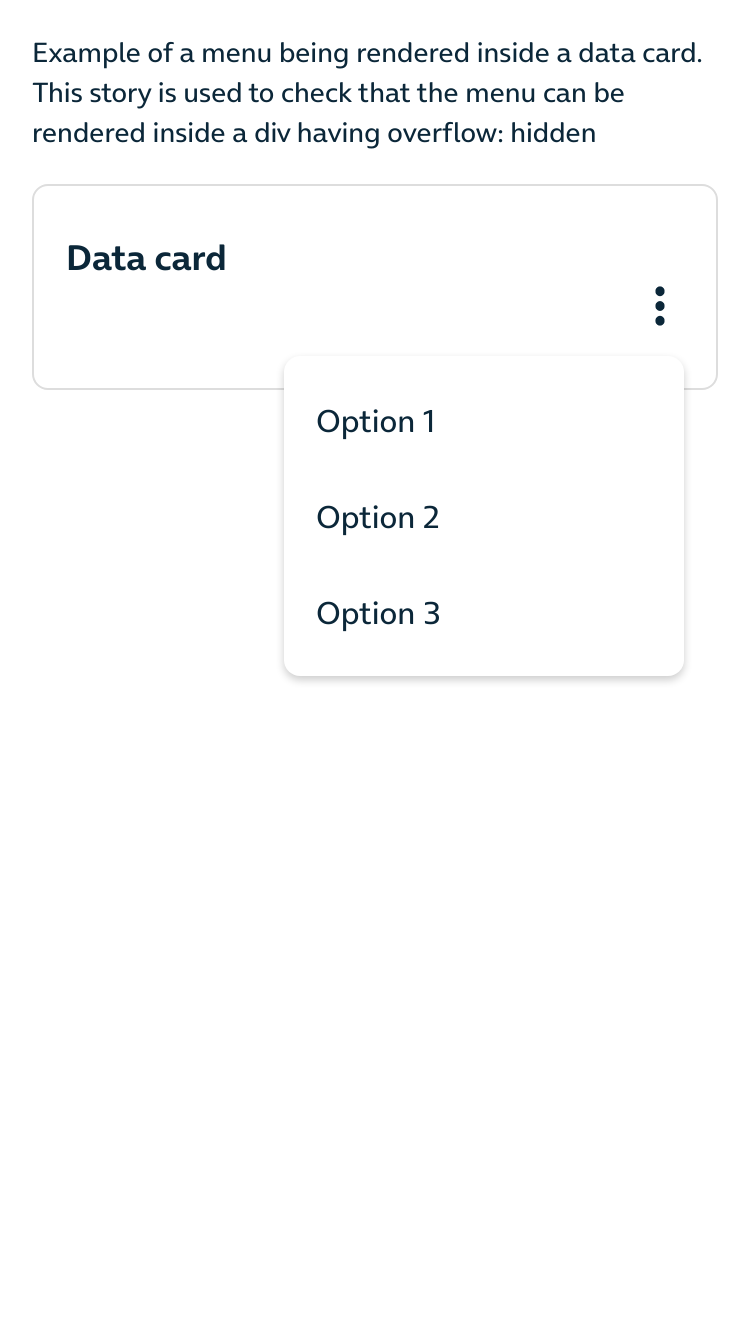 Example of a menu being rendered inside a data card.
This story is used to check that the menu can be
rendered inside a div having overflow: hidden
Data card
Option 1
Option 2
Option 3